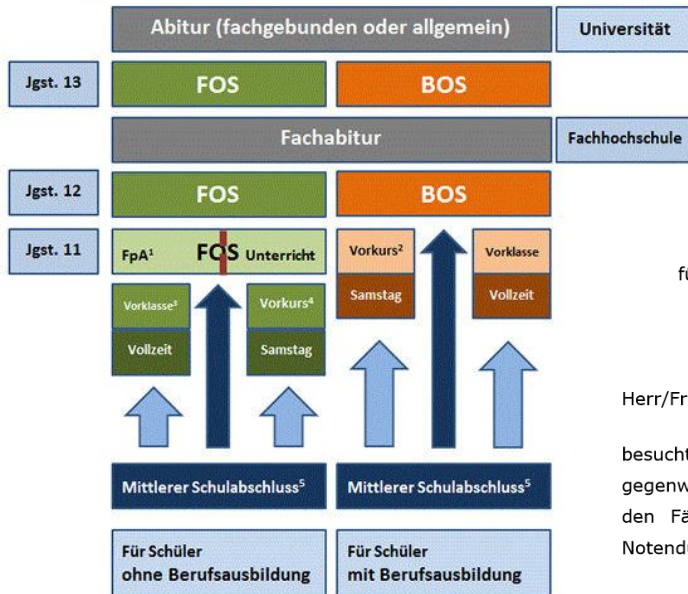 Abitur (fachgebunden oder allgemein)
Universität
Jgst. 13
FOS
BOS
Fachabitur
Fachhochschule
Jgst. 12
FOS
BOS
Jgst. 11
FpA¹
FOS
Unterricht
Vorkurs²
Samstag
Vorklasse
Vollzeit
Vorklasse³
Vollzeit
Vorkurs⁴
Samstag
Mittlerer Schulabschluss⁵
Mittlerer Schulabschluss⁵
Für Schüler
ohne Berufsausbildung
Für Schüler
mit Berufsausbildung
Herr/Fr
besucht
gegenw
den Fä
Notend